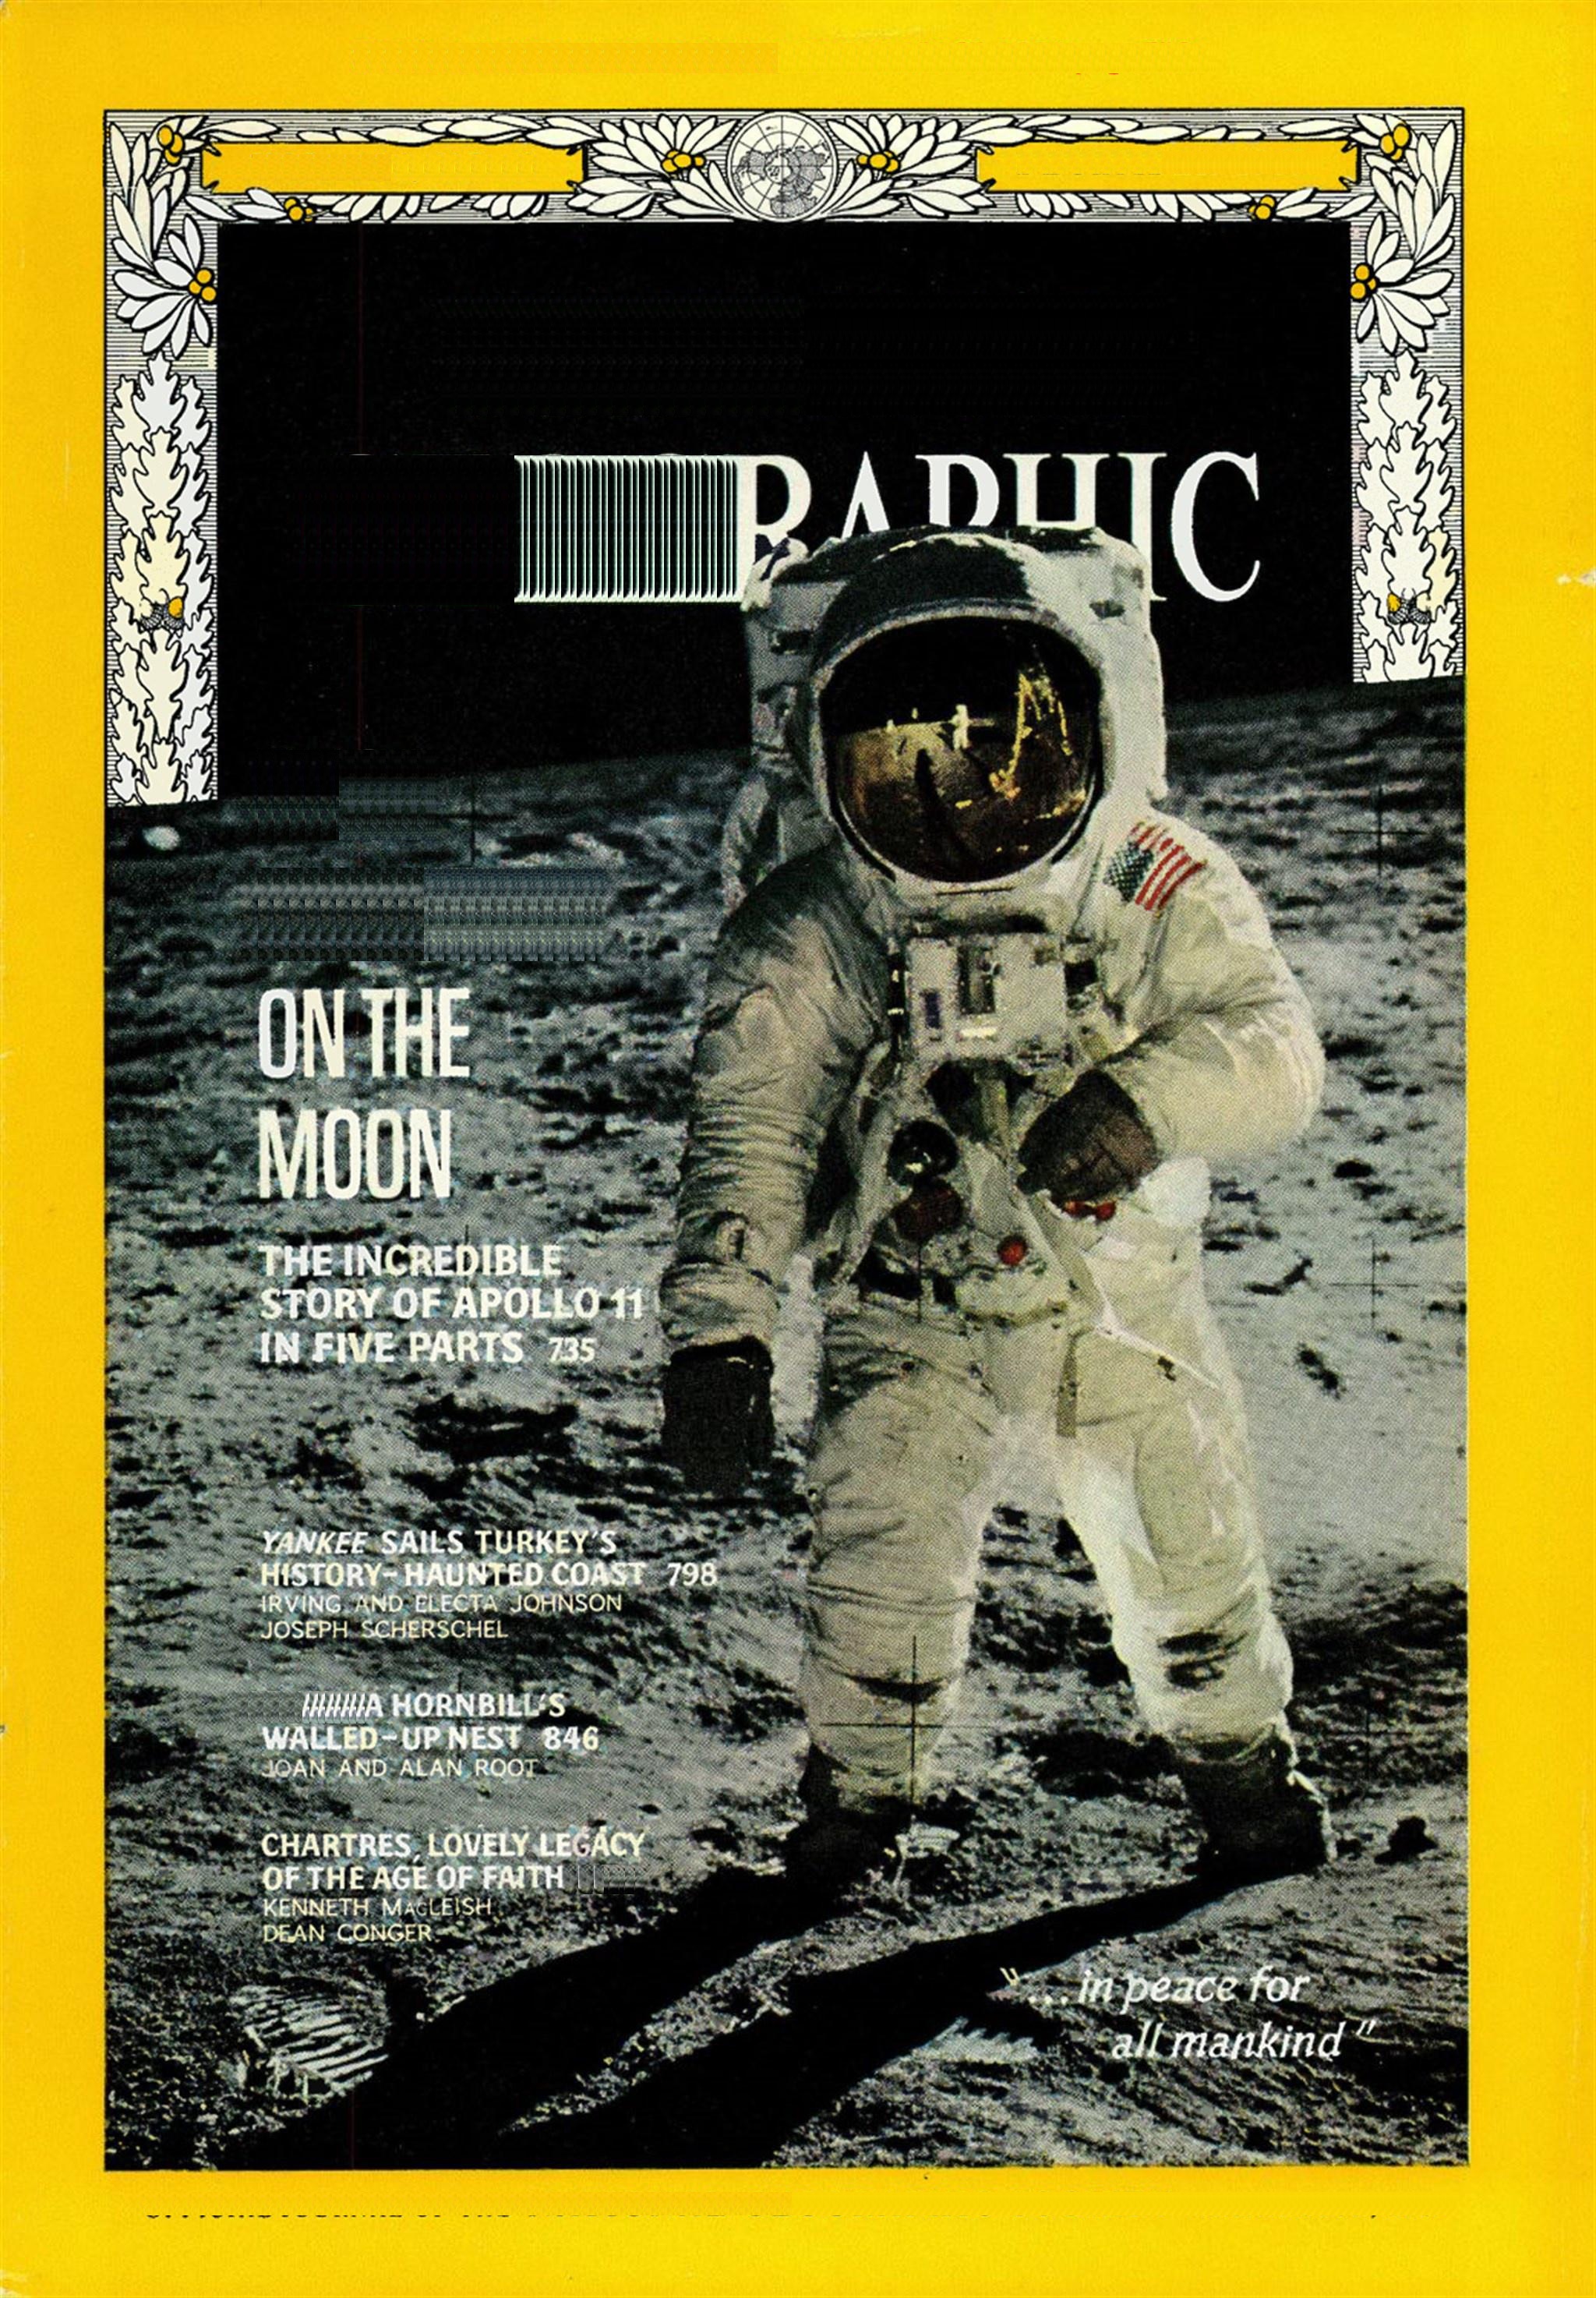 RAPHIC
ON THE
MOON
THE INCREDIBLE
STORY OF APOLLO 11
IN FIVE PARTS 735
YANKEE SAILS TURKEY'S
HISTORY-HAUNTED COAST 798
IRVING AND ELECTA JOHNSON
JOSEPH SCHERSCHEL
A HORNBILL'S
WALLED-UP NEST 846
JOAN AND ALAN ROOT
CHARTRES, LOVELY LEGACY
OF THE AGE OF FAITH
KENNETH MACLEISH
DEAN CONGER
"...in peace for
all mankind"